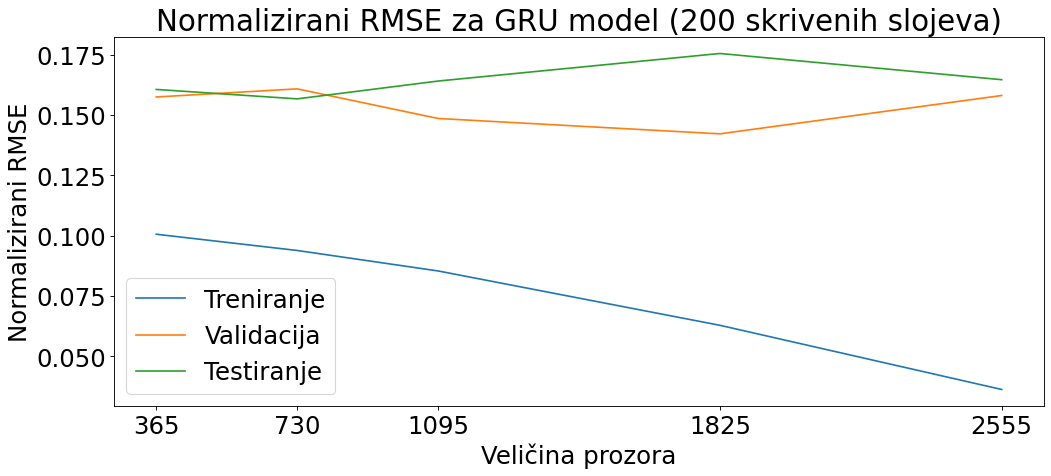 Normalizirani RMSE za GRU model (200 skrivenih slojeva)
Normalizirani RMSE
0.175
0.150
0.125
0.100
0.075
0.050
Treniranje
Validacija
Testiranje
365 730 1095 1825 2555
Veličina prozora